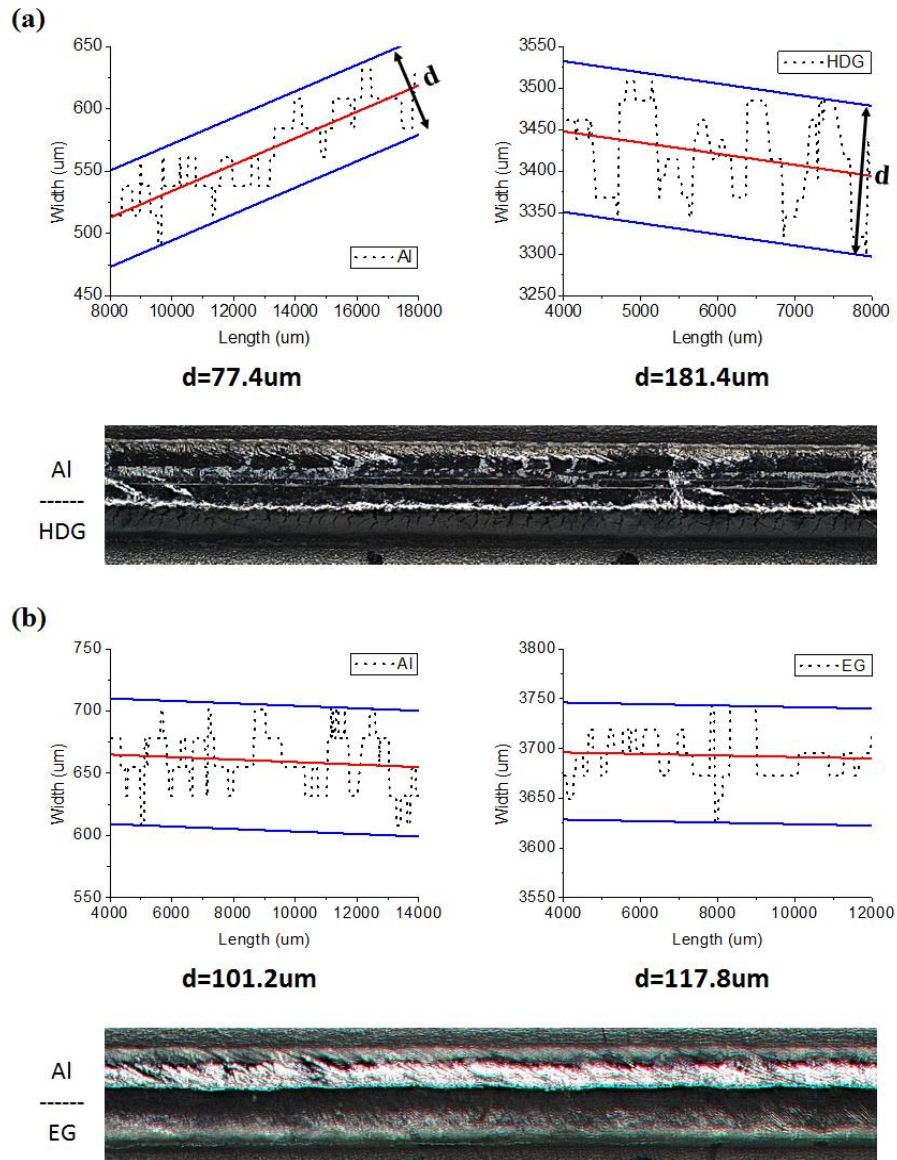 (a)
650
600
550
500
450
Width (um)
Al
d
8000 10000 12000 14000 16000 18000
Length (um)
d=77.4um
3550
3500
3450
3400
3350
3300
3250
Width (um)
HDG
d
4000 5000 6000 7000 8000
Length (um)
d=181.4um
Al
------
HDG
(b)
750
700
650
600
550
Width (um)
Al
4000 6000 8000 10000 12000 14000
Length (um)
d=101.2um
3800
3750
3700
3650
3600
3550
Width (um)
EG
4000 6000 8000 10000 12000
Length (um)
d=117.8um
Al
------
EG